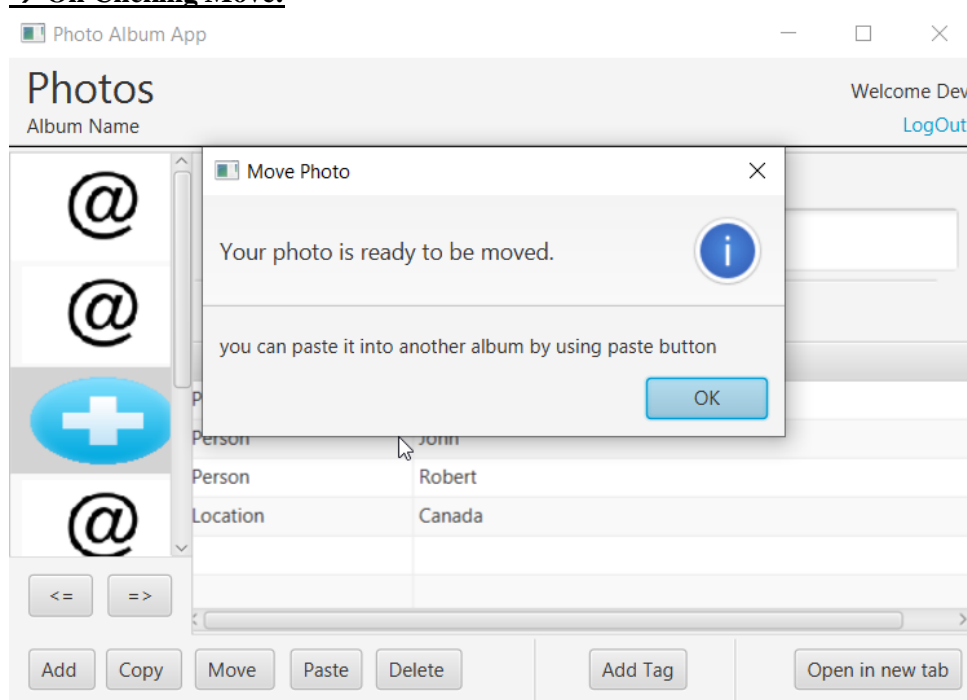 Photo Album App
Photos
Welcome Dev
Album Name
LogOut
Move Photo
Your photo is ready to be moved.
you can paste it into another album by using paste button
OK
Person John
Person Robert
Location Canada
<= =>
Add Copy Move Paste Delete Add Tag Open in new tab